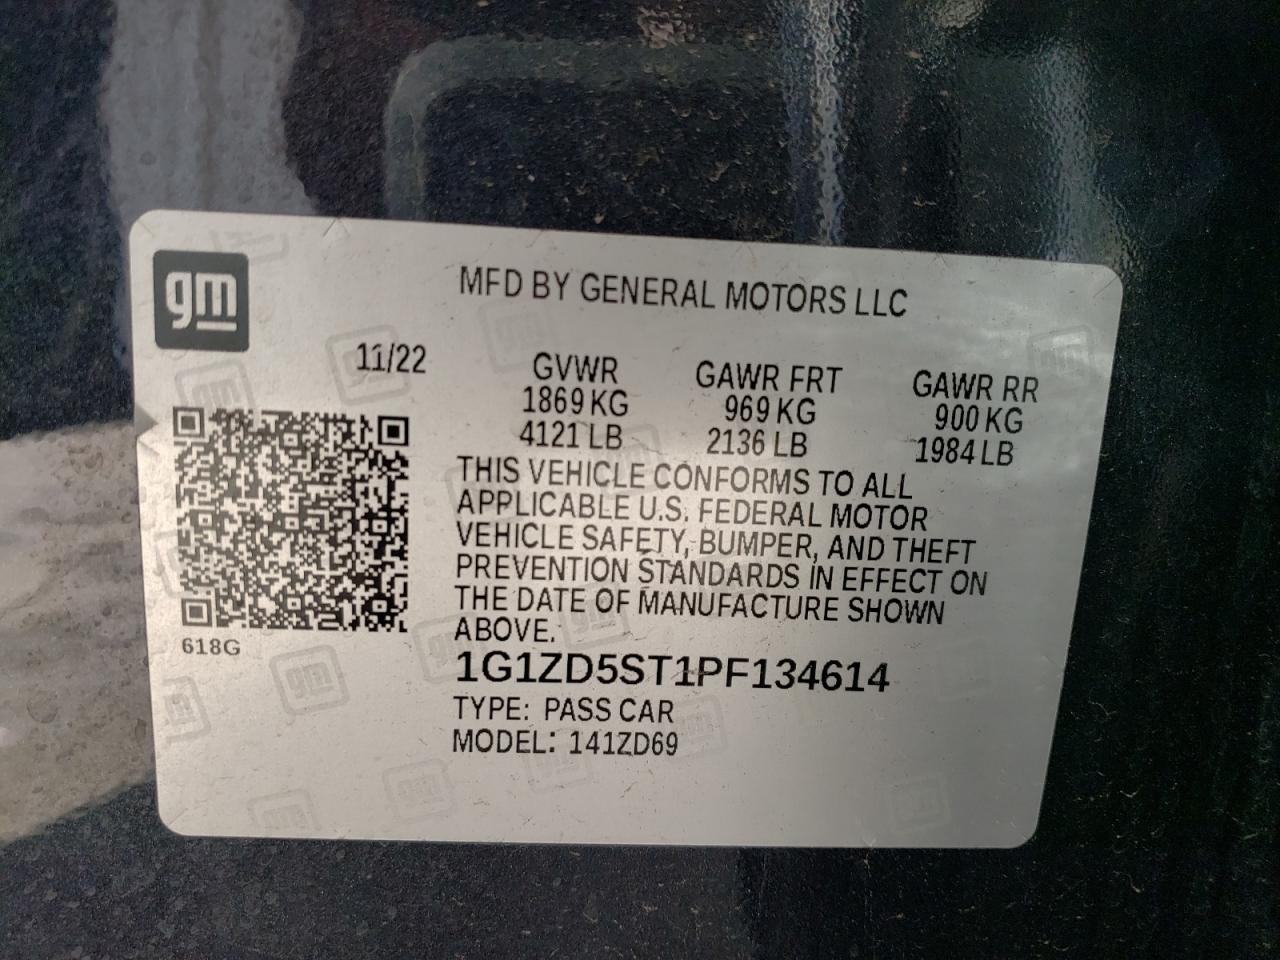 gm
MFD BY GENERAL MOTORS LLC
11/22
GVWR GAWR FRT GAWR RR
1869 KG 969 KG 900 KG
4121 LB 2136 LB 1984 LB
THIS VEHICLE CONFORMS TO ALL
APPLICABLE U.S. FEDERAL MOTOR
VEHICLE SAFETY, BUMPER, AND THEFT
PREVENTION STANDARDS IN EFFECT ON
THE DATE OF MANUFACTURE SHOWN
ABOVE.
618G
1G1ZD5ST1PF134614
TYPE: PASS CAR
MODEL: 141ZD69